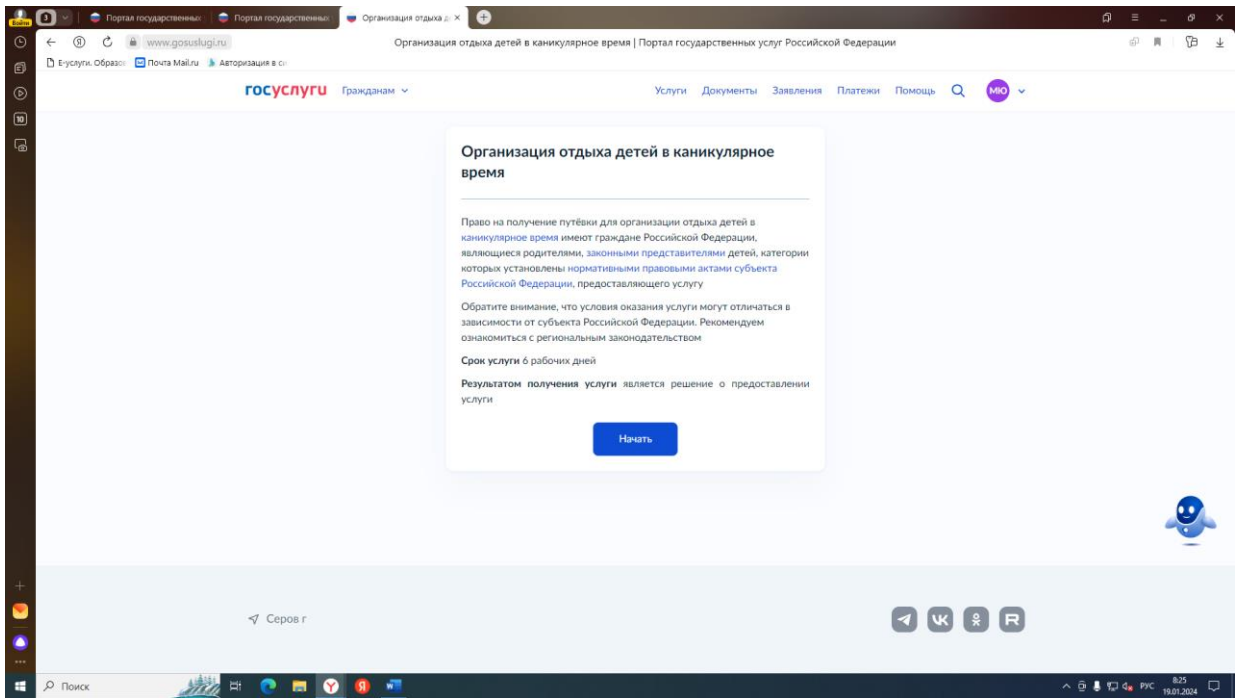 Войти
3
Портал государственных
Портал государственных
Организация отдыха д
www.gosuslugi.ru
Организация отдыха детей в каникулярное время | Портал государственных услуг Российской Федерации
Е-услуги. Образо
Почта Mail.ru
Авторизация в си
10
госуслуги
Гражданам
Услуги Документы Заявления Платежи Помощь
МЮ
Организация отдыха детей в каникулярное
время
Право на получение путёвки для организации отдыха детей в
каникулярное время имеют граждане Российской Федерации,
являющиеся родителями, законными представителями детей, категории
которых установлены нормативными правовыми актами субъекта
Российской Федерации, предоставляющего услугу
Обратите внимание, что условия оказания услуги могут отличаться в
зависимости от субъекта Российской Федерации. Рекомендуем
ознакомиться с региональным законодательством
Срок услуги 6 рабочих дней
Результатом получения услуги является решение о предоставлении
услуги
Начать
Серов г
Поиск
РУС
8:25
19.01.2024